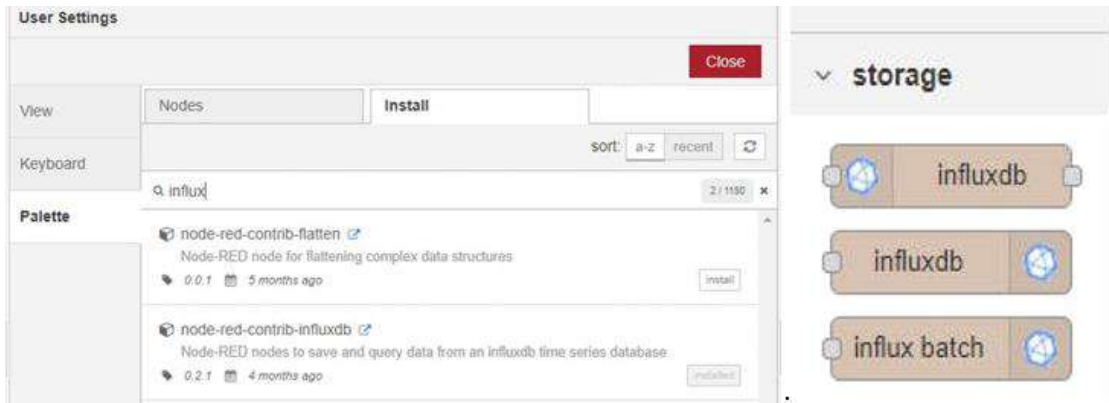 User Settings
Close
View
Keyboard
Palette
Nodes
Install
sort: a-z recent
influx
2 / 1180
node-red-contrib-flatten
Node-RED node for flattening complex data structures
0.0.1 5 months ago
install
node-red-contrib-influxdb
Node-RED nodes to save and query data from an influxdb time series database
0.2.1 4 months ago
installed
storage
influxdb
influxdb
influx batch